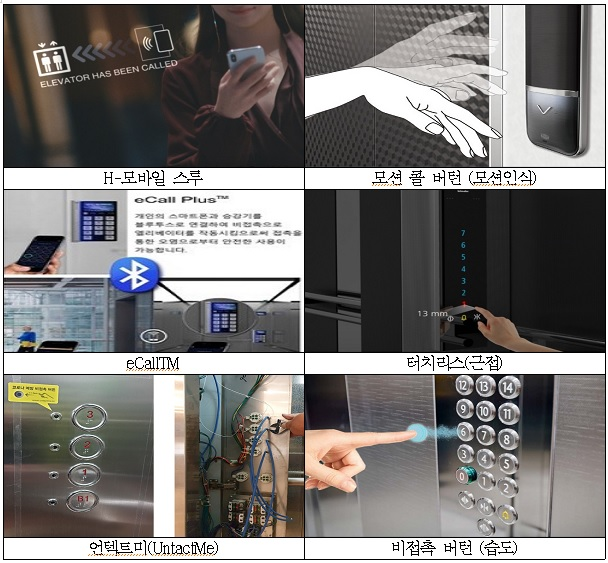 ELEVATOR HAS BEEN CALLED
H-모바일 스루
모션 콜 버턴 (모션인식)
eCall Plus™
개인의 스마트폰과 승강기를
블루투스로 연결하여 비접촉으로
엘리베이터를 작동시킴으로써 접촉을
통한 오염으로부터 안전한 사용이
가능합니다.
eCallTM
7
6
5
4
3
2
13 mm
0
터치리스(근접)
3
2
1
B1
언텍트미(UntactMe)
12 13 14
9 10 11
6 7 8
3 4 5
0 1 2
비접촉 버턴 (습도)